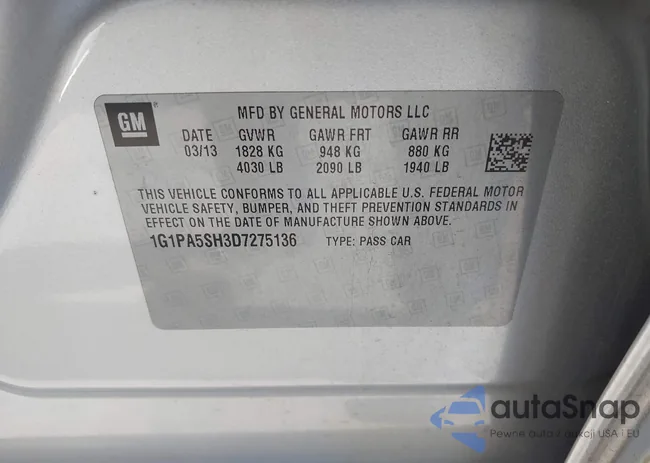 GM
MFD BY GENERAL MOTORS LLC
DATE GVWR GAWR FRT GAWR RR
03/13 1828 KG 948 KG 880 KG
4030 LB 2090 LB 1940 LB
THIS VEHICLE CONFORMS TO ALL APPLICABLE U.S. FEDERAL MOTOR
VEHICLE SAFETY, BUMPER, AND THEFT PREVENTION STANDARDS IN
EFFECT ON THE DATE OF MANUFACTURE SHOWN ABOVE.
1G1PA5SH3D7275136 TYPE: PASS CAR
autoSnap
Pewne auta z aukcji USA i EU